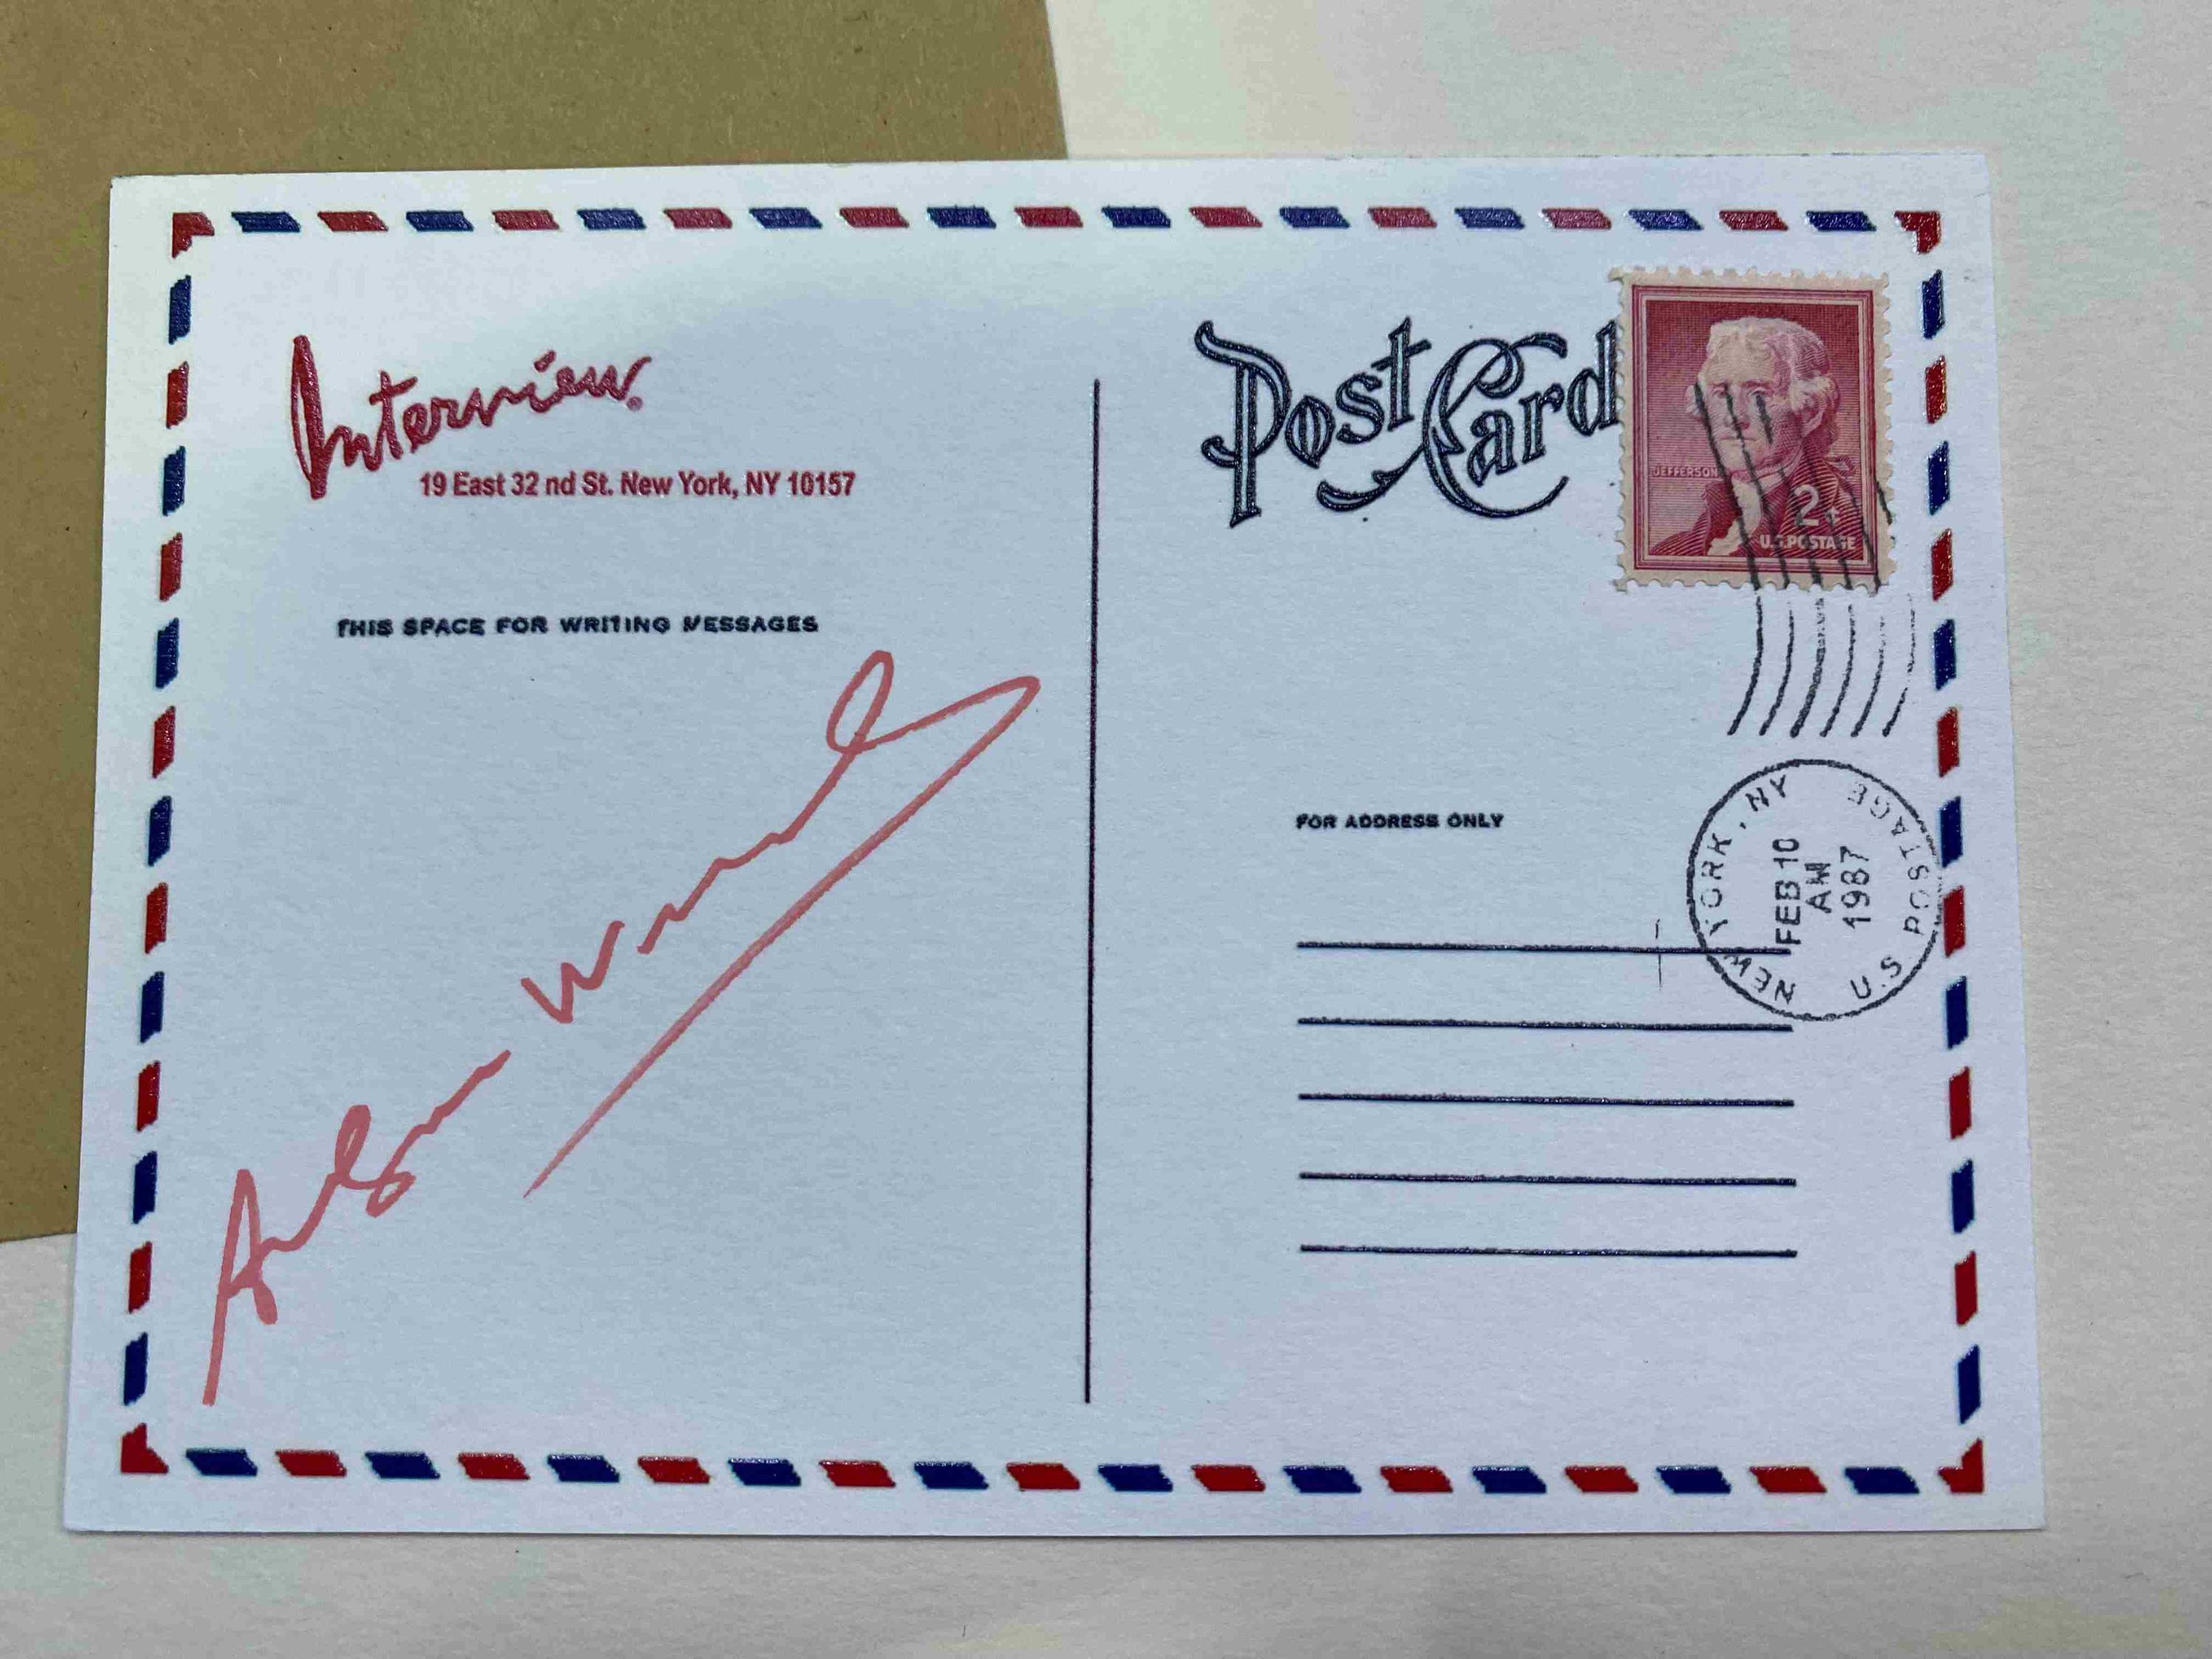 Interview®
19 East 32 nd St. New York, NY 10157
THIS SPACE FOR WRITING MESSAGES
Post Card
JEFFERSON
2¢
U.S.POSTAGE
FOR ADDRESS ONLY
NEW YORK, NY
FEB 10
AM
1987
U.S POSTAGE